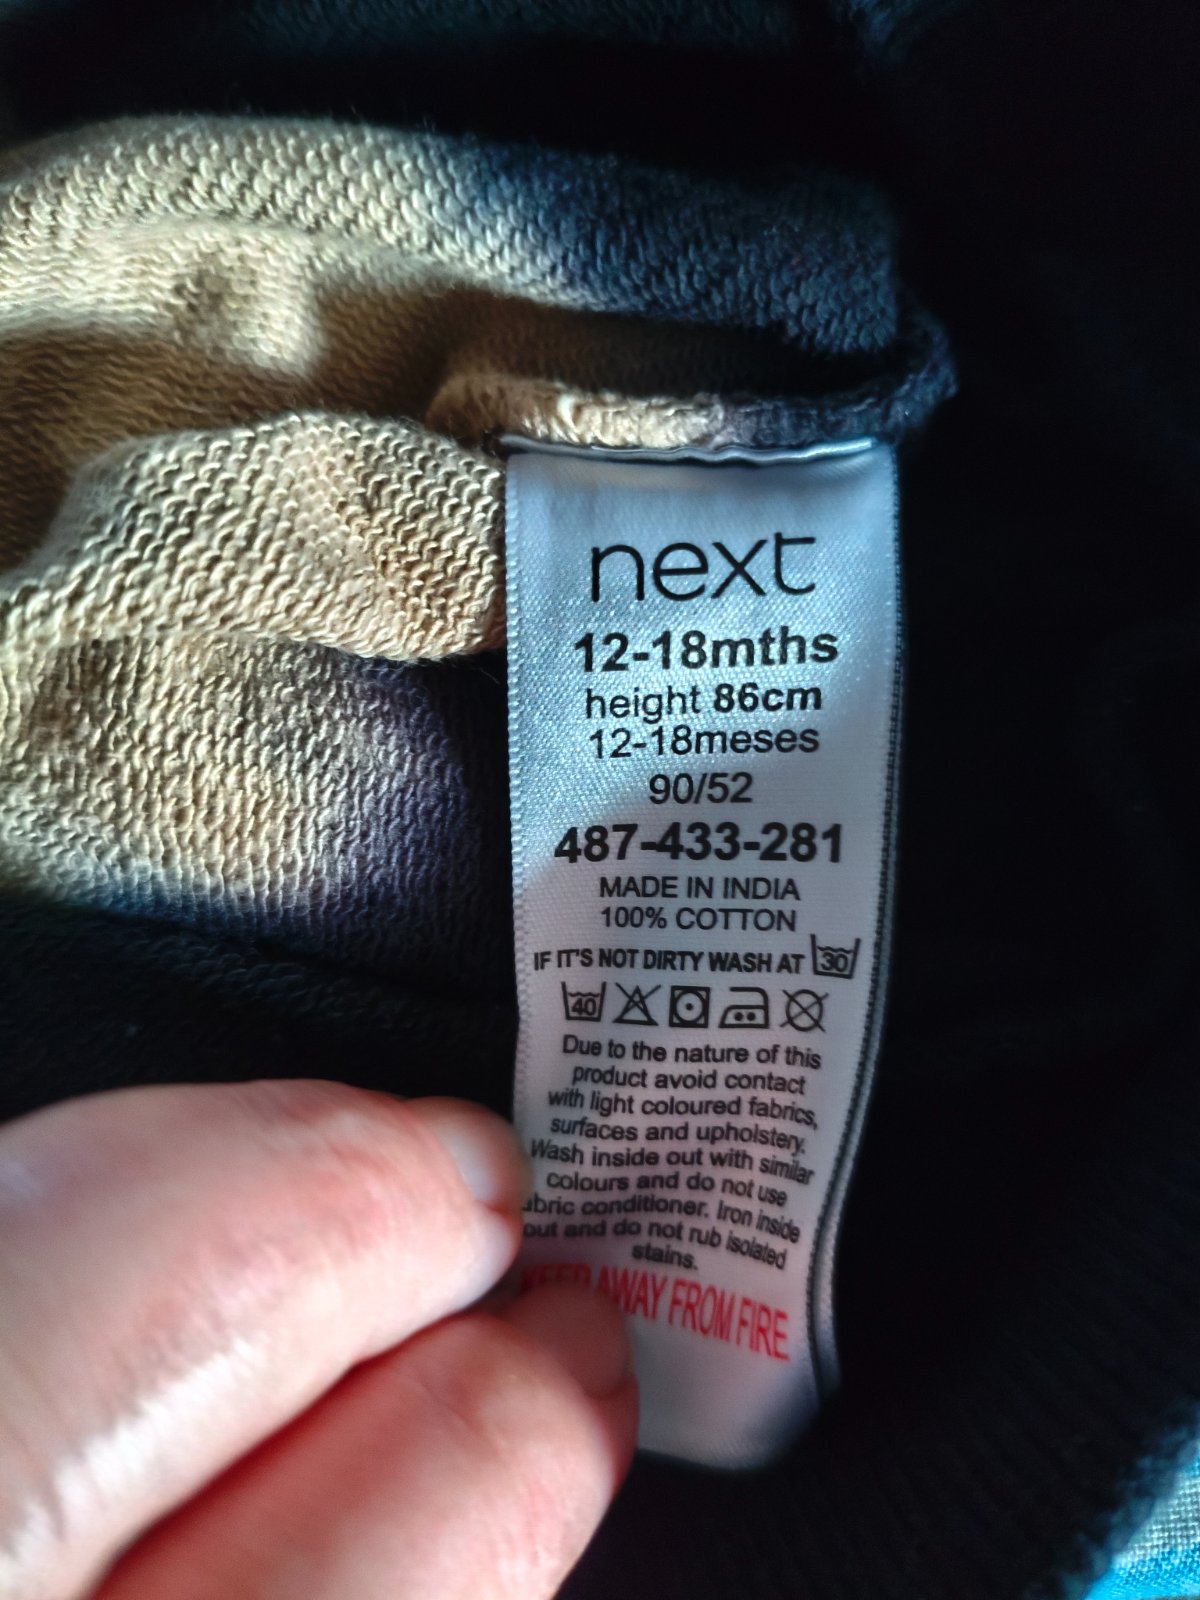 next
12-18mths
height 86cm
12-18meses
90/52
487-433-281
MADE IN INDIA
100% COTTON
IF IT'S NOT DIRTY WASH AT 30
40
Due to the nature of this
product avoid contact
with light coloured fabrics,
surfaces and upholstery.
Wash inside out with similar
colours and do not use
abric conditioner. Iron inside
out and do not rub isolated
stains.
KEEP AWAY FROM FIRE